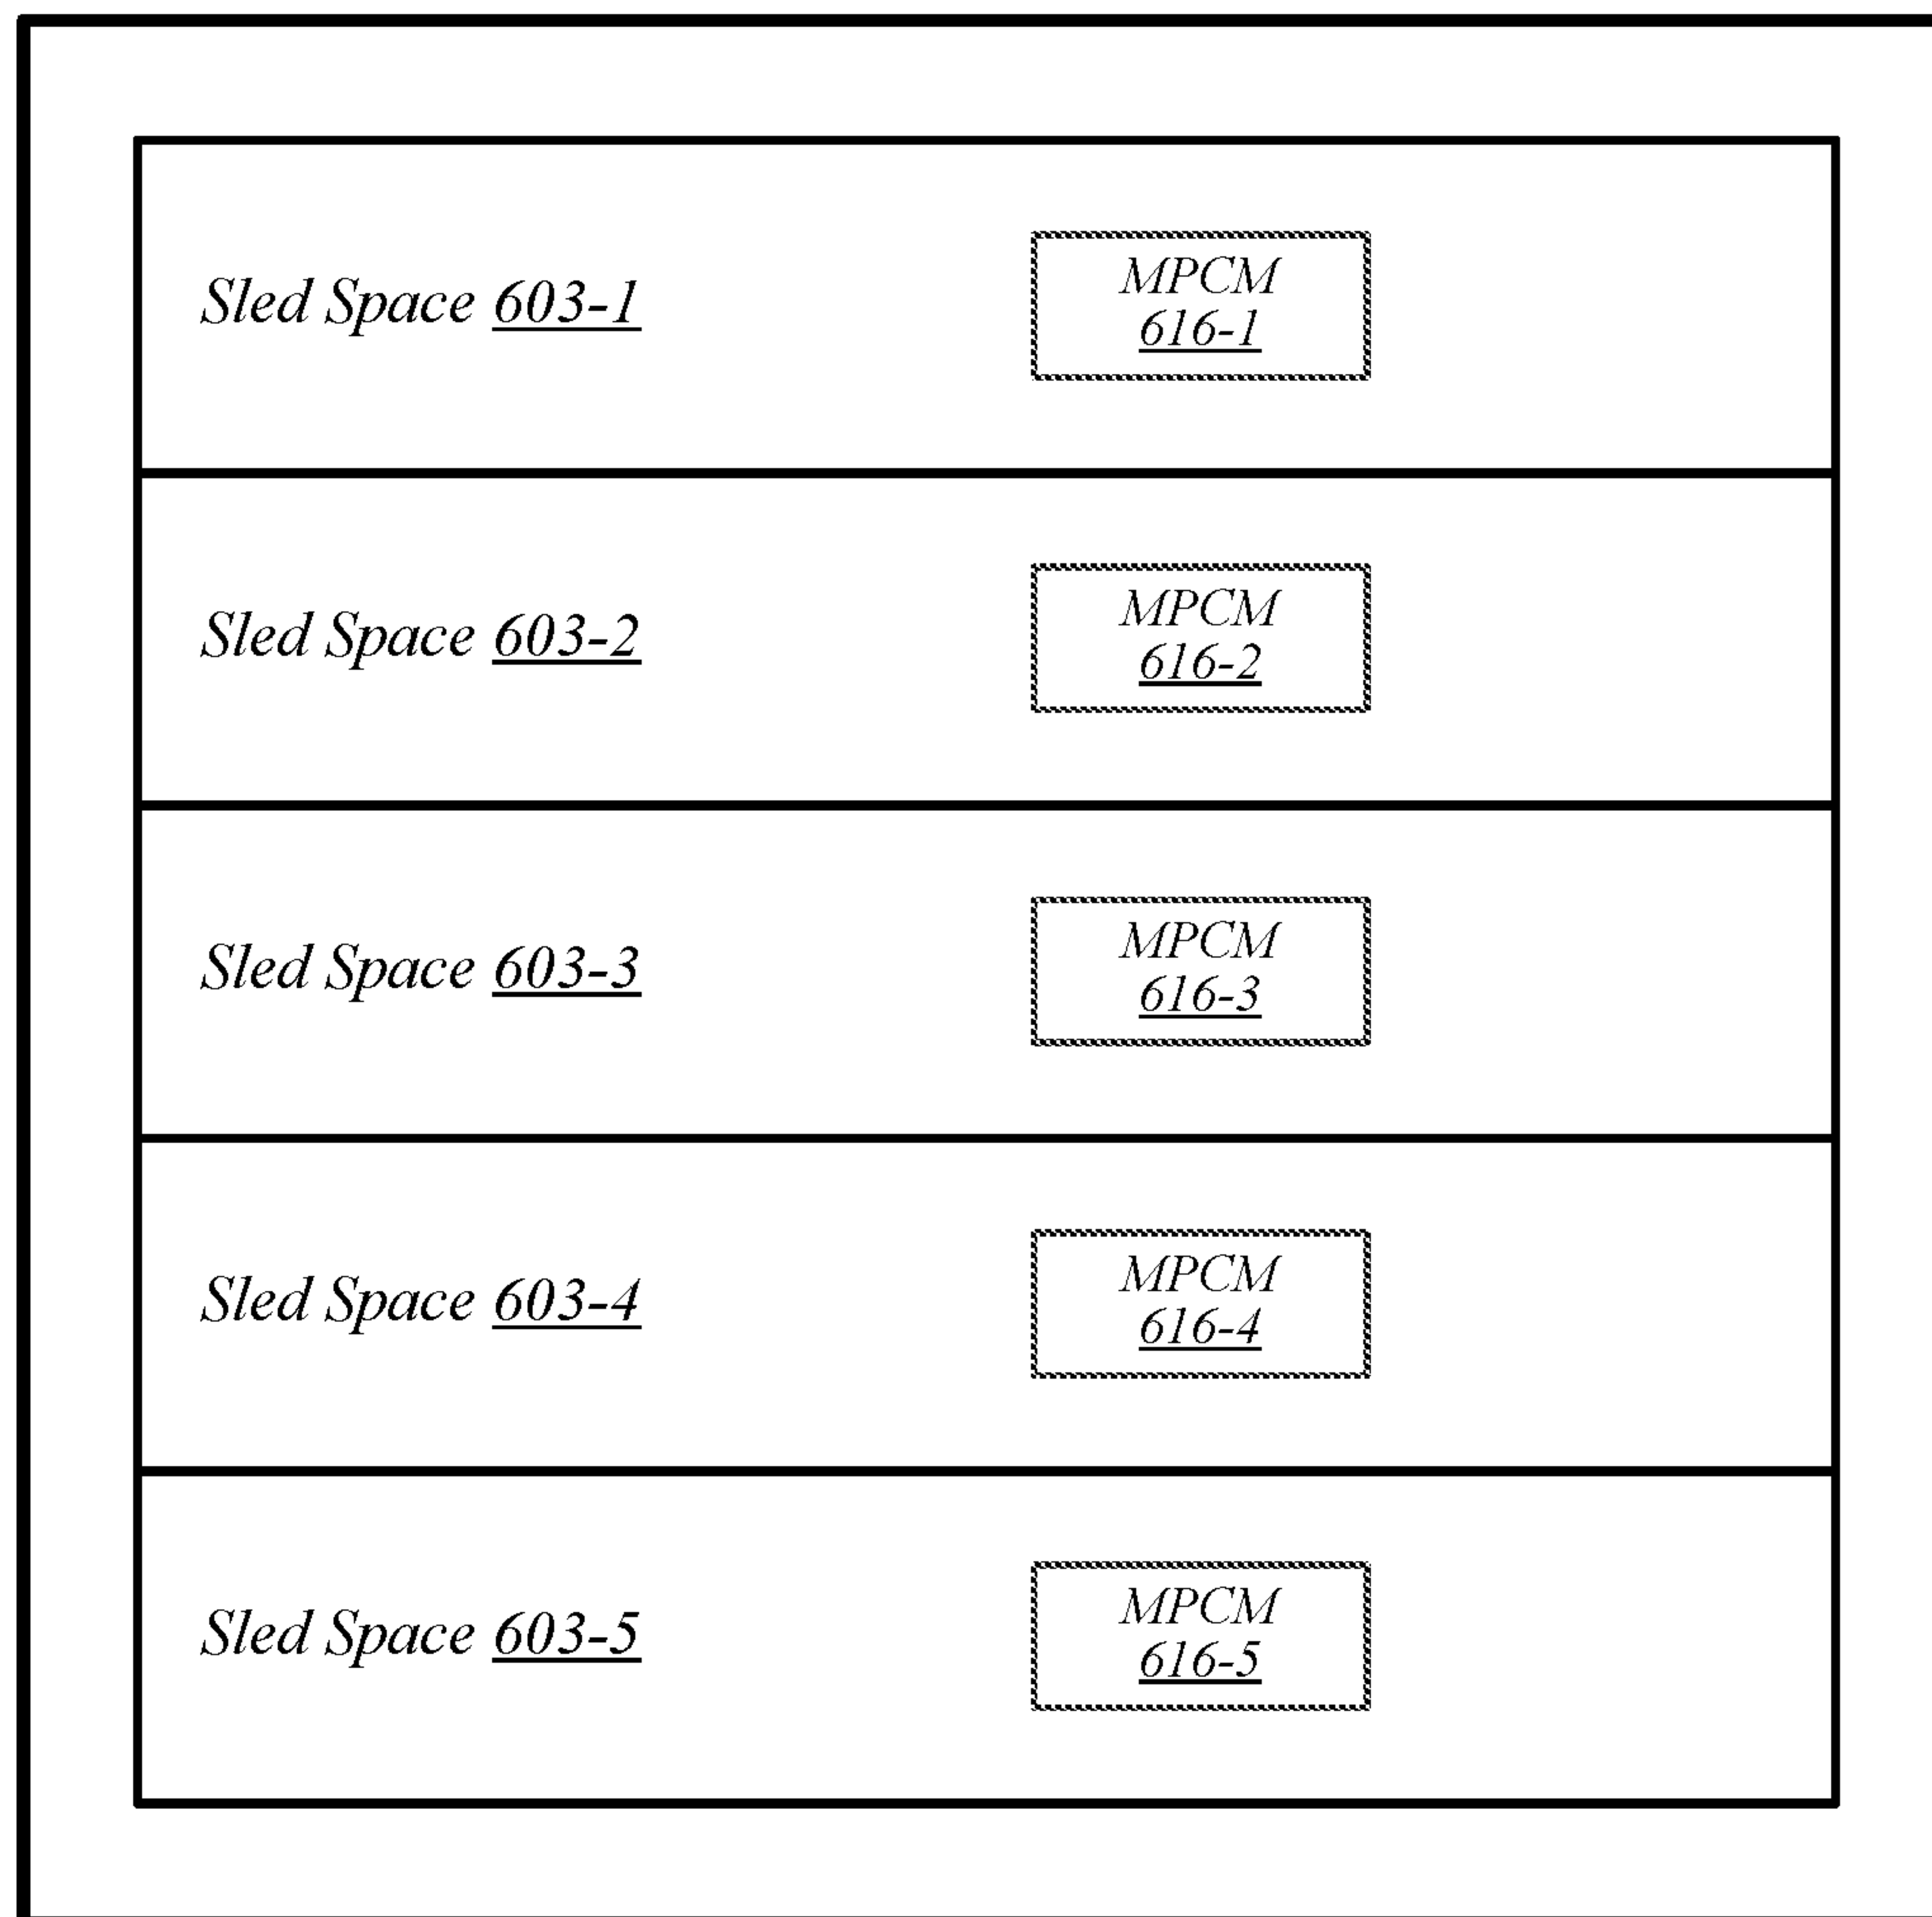 Sled Space 603-1
MPCM
616-1
Sled Space 603-2
MPCM
616-2
Sled Space 603-3
MPCM
616-3
Sled Space 603-4
MPCM
616-4
Sled Space 603-5
MPCM
616-5